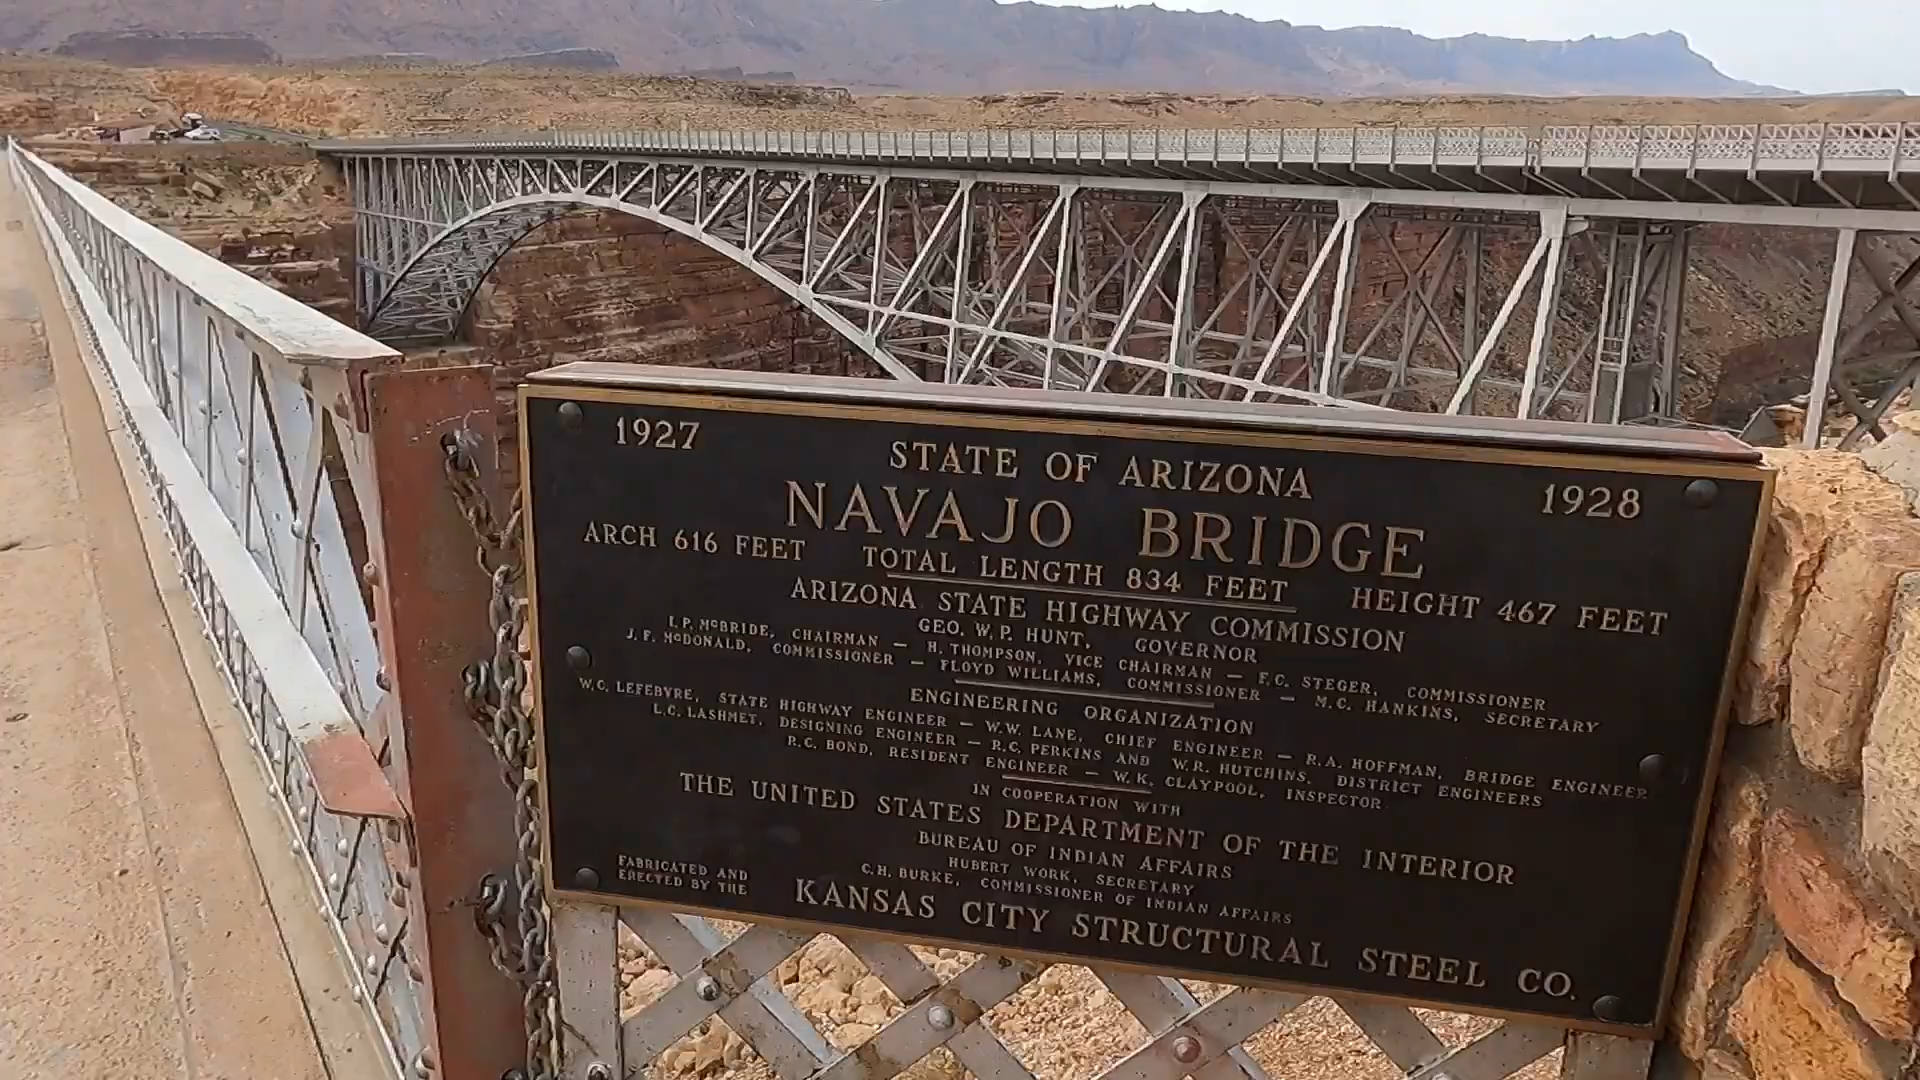 1927
1928
STATE OF ARIZONA
NAVAJO BRIDGE
ARCH 616 FEET TOTAL LENGTH 834 FEET HEIGHT 467 FEET
ARIZONA STATE HIGHWAY COMMISSION
GEO. W. P. HUNT, GOVERNOR
I. P. McBRIDE, CHAIRMAN — H. THOMPSON, VICE CHAIRMAN — F.C. STEGER, COMMISSIONER
J. F. McDONALD, COMMISSIONER — FLOYD WILLIAMS, COMMISSIONER — M.C. HANKINS, SECRETARY
ENGINEERING ORGANIZATION
W.C. LEFEBVRE, STATE HIGHWAY ENGINEER — W.W. LANE, CHIEF ENGINEER — R.A. HOFFMAN, BRIDGE ENGINEER
L.C. LASHMET, DESIGNING ENGINEER — R.C. PERKINS AND W.R. HUTCHINS, DISTRICT ENGINEERS
R.C. BOND, RESIDENT ENGINEER — W.K. CLAYPOOL, INSPECTOR
IN COOPERATION WITH
THE UNITED STATES DEPARTMENT OF THE INTERIOR
BUREAU OF INDIAN AFFAIRS
HUBERT WORK, SECRETARY
C.H. BURKE, COMMISSIONER OF INDIAN AFFAIRS
FABRICATED AND
ERECTED BY THE
KANSAS CITY STRUCTURAL STEEL CO.